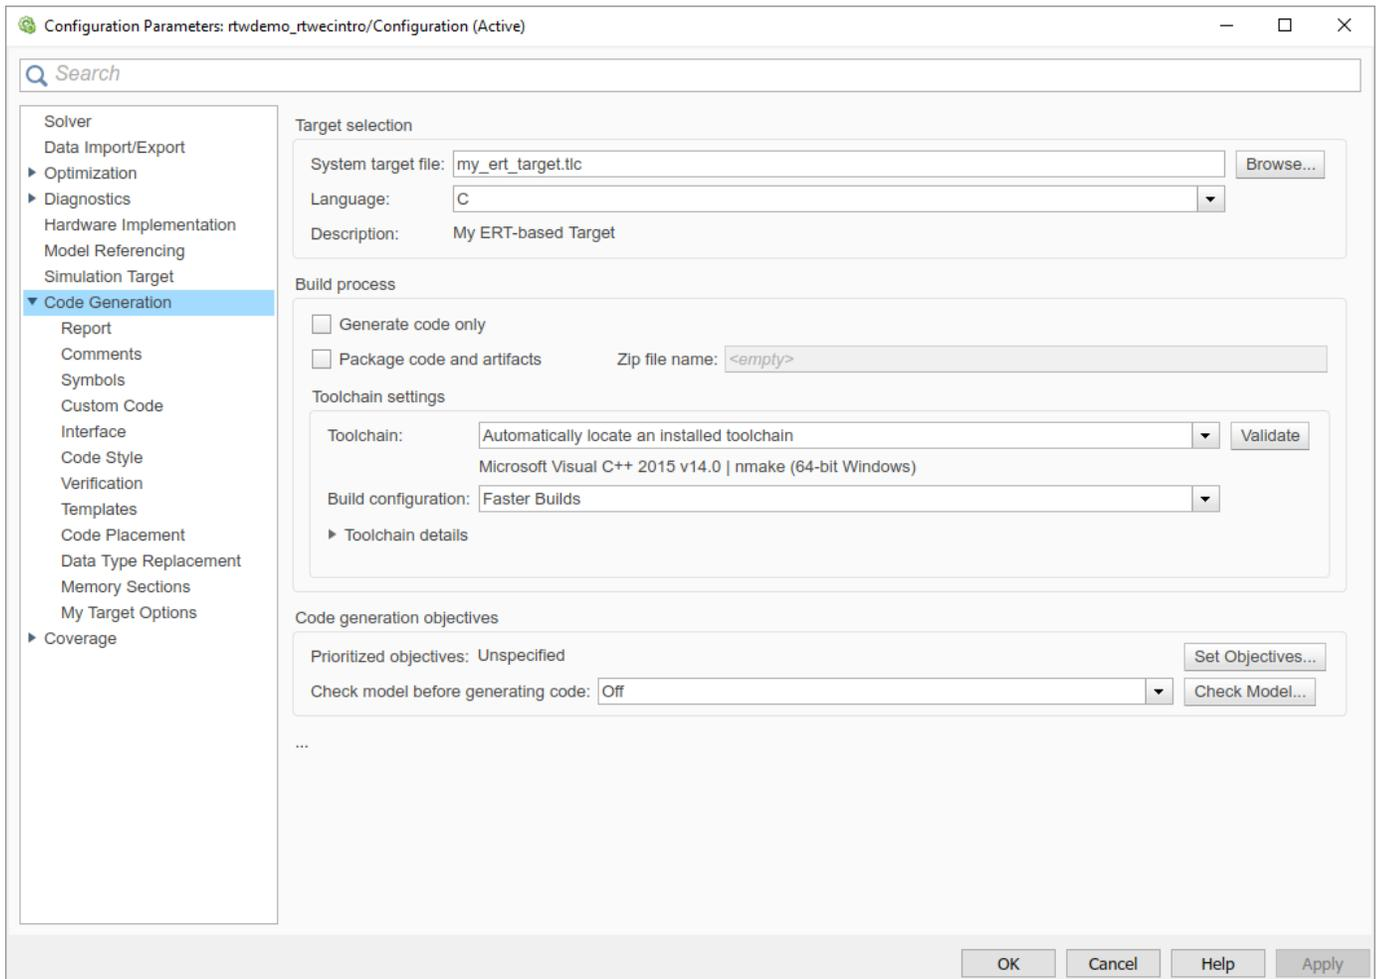 Configuration Parameters: rtwdemo_rtwecintro/Configuration (Active)
Search
Solver
Data Import/Export
Optimization
Diagnostics
Hardware Implementation
Model Referencing
Simulation Target
Code Generation
Report
Comments
Symbols
Custom Code
Interface
Code Style
Verification
Templates
Code Placement
Data Type Replacement
Memory Sections
My Target Options
Coverage
Target selection
System target file: my_ert_target.tlc Browse...
Language: C
Description: My ERT-based Target
Build process
Generate code only
Package code and artifacts Zip file name: <empty>
Toolchain settings
Toolchain: Automatically locate an installed toolchain Validate
Microsoft Visual C++ 2015 v14.0 | nmake (64-bit Windows)
Build configuration: Faster Builds
Toolchain details
Code generation objectives
Prioritized objectives: Unspecified Set Objectives...
Check model before generating code: Off Check Model...
...
OK Cancel Help Apply